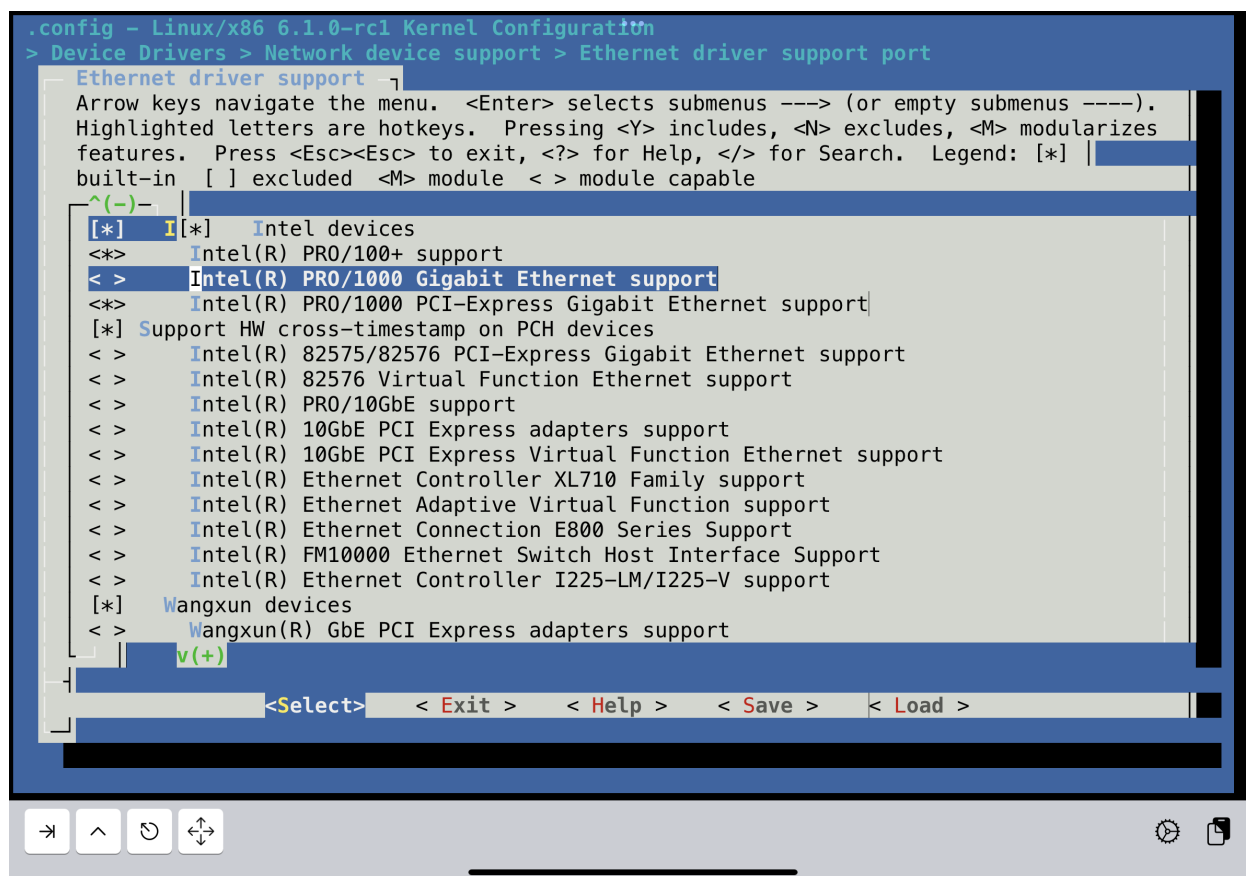 .config - Linux/x86 6.1.0-rc1 Kernel Configuration
> Device Drivers > Network device support > Ethernet driver support port
Ethernet driver support
Arrow keys navigate the menu.  <Enter> selects submenus ---> (or empty submenus ----).
Highlighted letters are hotkeys.  Pressing <Y> includes, <N> excludes, <M> modularizes
features.  Press <Esc><Esc> to exit, <?> for Help, </> for Search.  Legend: [*]
built-in  [ ] excluded  <M> module  < > module capable
^(-)
[*]   I[*]   Intel devices
<*>     Intel(R) PRO/100+ support
< >     Intel(R) PRO/1000 Gigabit Ethernet support
<*>     Intel(R) PRO/1000 PCI-Express Gigabit Ethernet support
[*] Support HW cross-timestamp on PCH devices
< >     Intel(R) 82575/82576 PCI-Express Gigabit Ethernet support
< >     Intel(R) 82576 Virtual Function Ethernet support
< >     Intel(R) PRO/10GbE support
< >     Intel(R) 10GbE PCI Express adapters support
< >     Intel(R) 10GbE PCI Express Virtual Function Ethernet support
< >     Intel(R) Ethernet Controller XL710 Family support
< >     Intel(R) Ethernet Adaptive Virtual Function support
< >     Intel(R) Ethernet Connection E800 Series Support
< >     Intel(R) FM10000 Ethernet Switch Host Interface Support
< >     Intel(R) Ethernet Controller I225-LM/I225-V support
[*]   Wangxun devices
< >     Wangxun(R) GbE PCI Express adapters support
v(+)
<Select>    < Exit >    < Help >    < Save >    < Load >